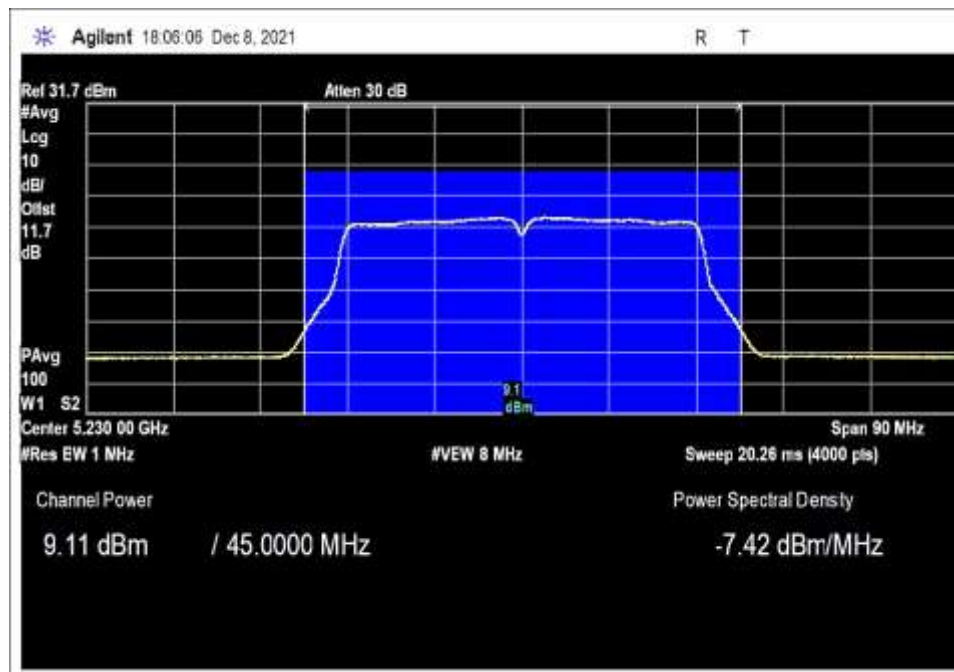 Agilent 18:06:06 Dec 8, 2021 R T
Ref 31.7 dBm Atten 30 dB
#Avg
Log
10
dB/
Offst
11.7
dB
PAvg
100
W1 S2
9.1
dBm
Center 5.230 00 GHz Span 90 MHz
#Res BW 1 MHz #VBW 8 MHz Sweep 20.26 ms (4000 pts)
Channel Power Power Spectral Density
9.11 dBm / 45.0000 MHz -7.42 dBm/MHz